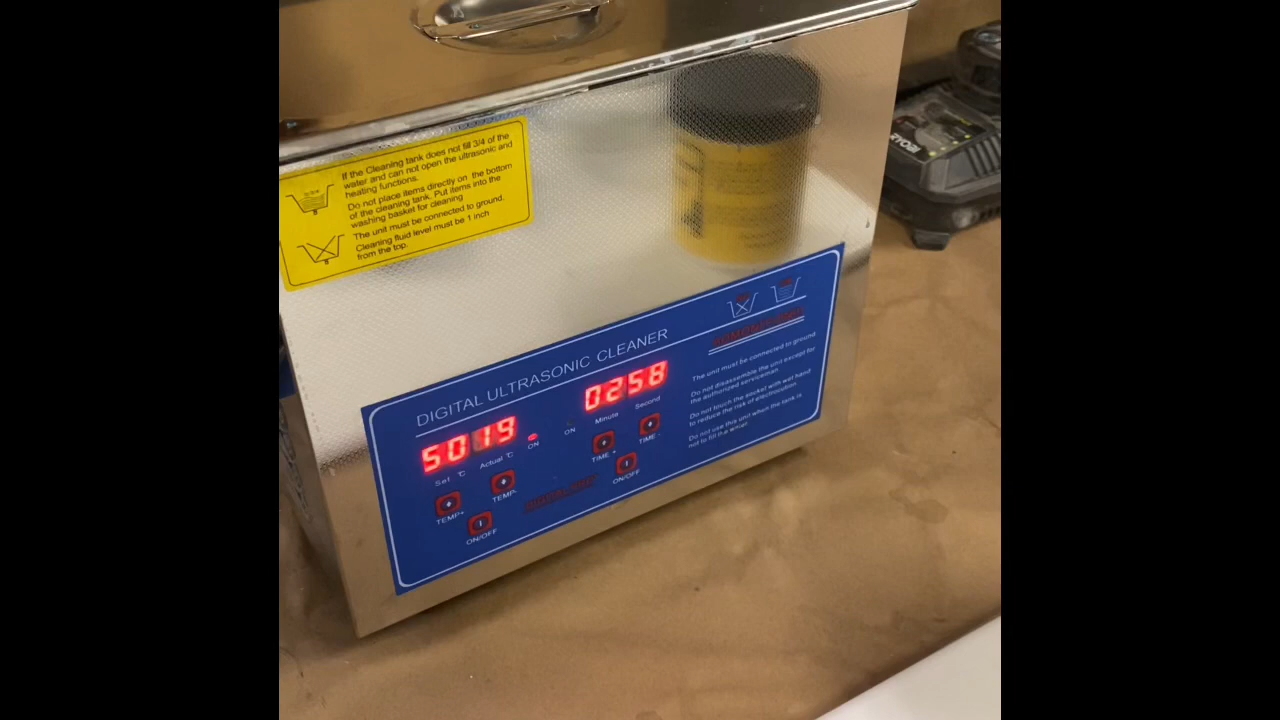 If the Cleaning tank does not fill 3/4 of the
water and can not open the ultrasonic and
heating functions.
Do not place items directly on the bottom
of the cleaning tank. Put items into the
washing basket for cleaning
The unit must be connected to ground.
Cleaning fluid level must be 1 inch
from the top.
RYOBI
DIGITAL ULTRASONIC CLEANER
5019
0258
Set ℃
Actual ℃
ON
ON
Minute
Second
TEMP+
TEMP-
ON/OFF
TIME +
TIME -
ON/OFF
The unit must be connected to ground
Do not disassemble the unit except for
the authorized serviceman.
Do not touch the socket with wet hand
to reduce the risk of electrocution.
Do not use this unit when the tank is
not to fill the water.